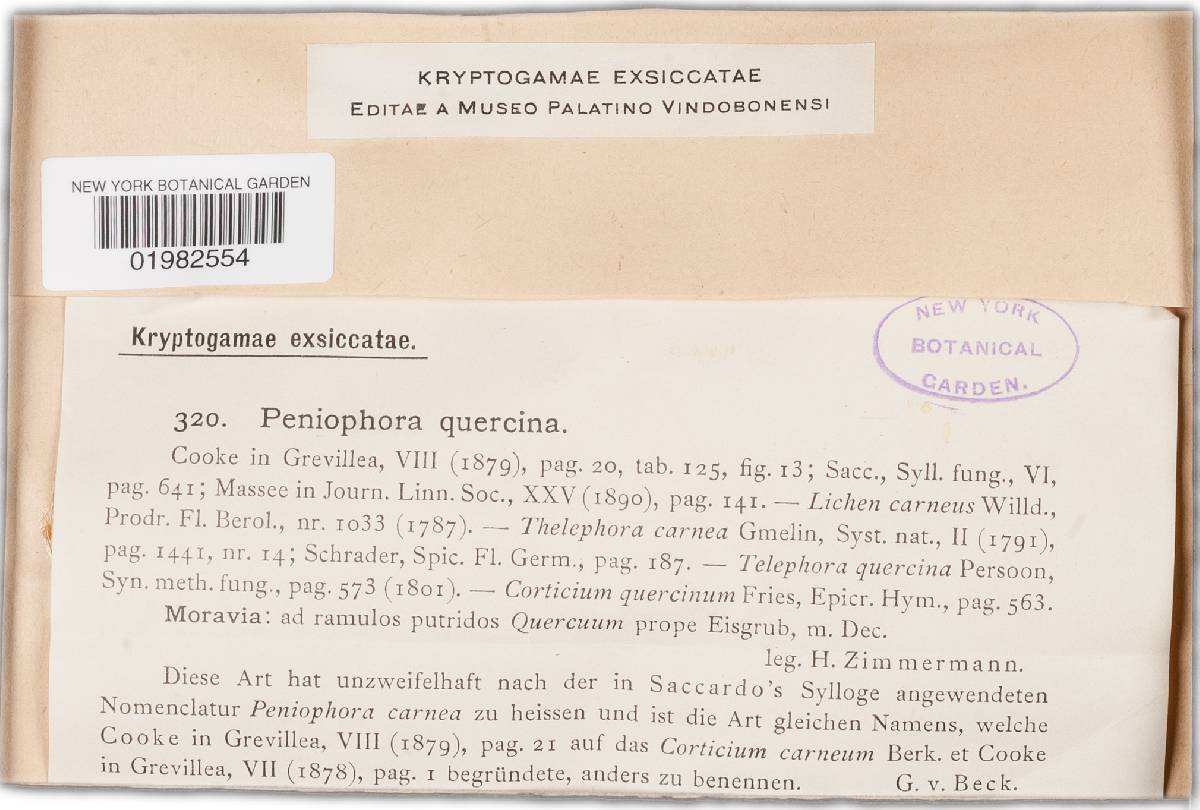 KRYPTOGAMAE EXSICCATAE
EDITAE A MUSEO PALATINO VINDOBONENSI
NEW YORK BOTANICAL GARDEN
01982554
NEW YORK
BOTANICAL
GARDEN.
Kryptogamae exsiccatae.
320. Peniophora quercina.
Cooke in Grevillea, VIII (1879), pag. 20, tab. 125, fig. 13; Sacc., Syll. fung., VI,
pag. 641; Massee in Journ. Linn. Soc., XXV (1890), pag. 141. — Lichen carneus Willd.,
Prodr. Fl. Berol., nr. 1033 (1787). — Thelephora carnea Gmelin, Syst. nat., II (1791),
pag. 1441, nr. 14; Schrader, Spic. Fl. Germ., pag. 187. — Telephora quercina Persoon,
Syn. meth. fung., pag. 573 (1801). — Corticium quercinum Fries, Epicr. Hym., pag. 563.
Moravia: ad ramulos putridos Quercuum prope Eisgrub, m. Dec.
leg. H. Zimmermann.
Diese Art hat unzweifelhaft nach der in Saccardo's Sylloge angewendeten
Nomenclatur Peniophora carnea zu heissen und ist die Art gleichen Namens, welche
Cooke in Grevillea, VIII (1879), pag. 21 auf das Corticium carneum Berk. et Cooke
in Grevillea, VII (1878), pag. 1 begründete, anders zu benennen. G. v. Beck.